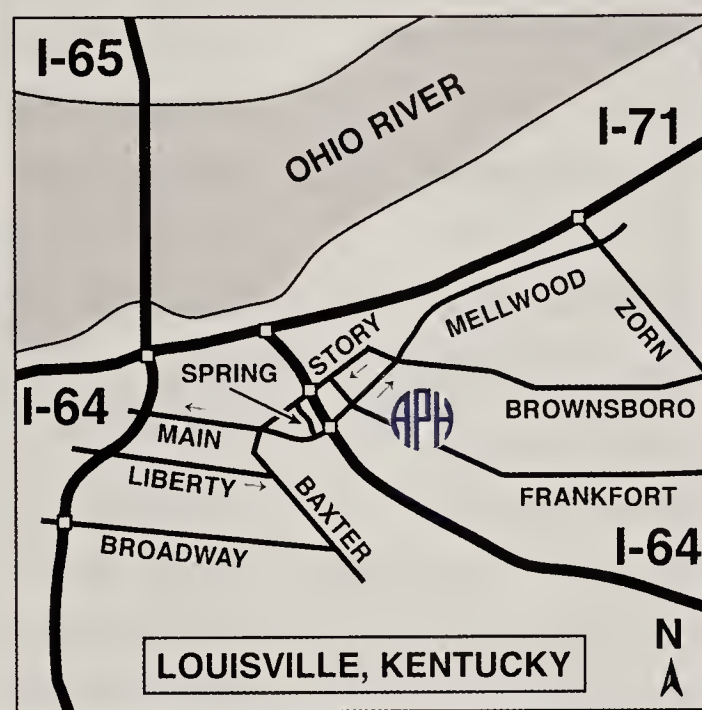 I-65
OHIO RIVER
I-71
MELLWOOD
ZORN
STORY
SPRING
I-64
MAIN
APH
BROWNSBORO
LIBERTY
BAXTER
FRANKFORT
BROADWAY
I-64
N
LOUISVILLE, KENTUCKY